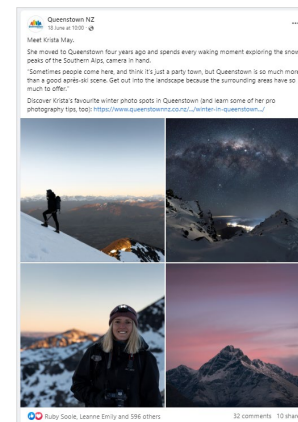 Queenstown NZ
18 June at 10:00 ·
Meet Krista May.
She moved to Queenstown four years ago and spends every waking moment exploring the snow
peaks of the Southern Alps, camera in hand.
"Sometimes people come here, and think it's just a party town, but Queenstown is so much more
than a good après-ski scene. Get out into the landscape because the surrounding areas have so
much to offer."
Discover Krista's favourite winter photo spots in Queenstown (and learn some of her pro
photography tips, too): https://www.queenstownnz.co.nz/.../winter-in-queenstown.../
Ruby Soole, Leanne Emily and 596 others
32 comments 10 shar